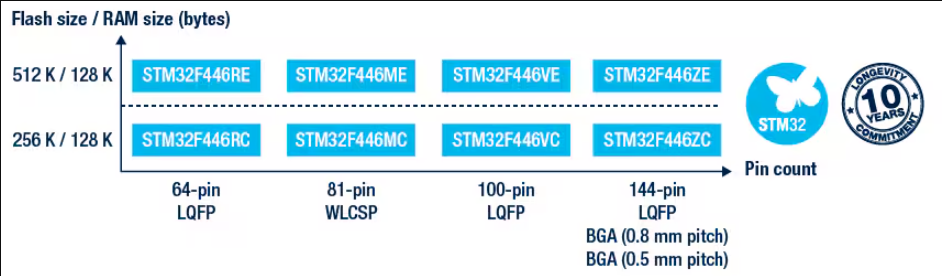 Flash size / RAM size (bytes)
512 K / 128 K
STM32F446RE
STM32F446ME
STM32F446VE
STM32F446ZE
256 K / 128 K
STM32F446RC
STM32F446MC
STM32F446VC
STM32F446ZC
STM32
LONGEVITY
10
YEARS
COMMITMENT
Pin count
64-pin
LQFP
81-pin
WLCSP
100-pin
LQFP
144-pin
LQFP
BGA (0.8 mm pitch)
BGA (0.5 mm pitch)